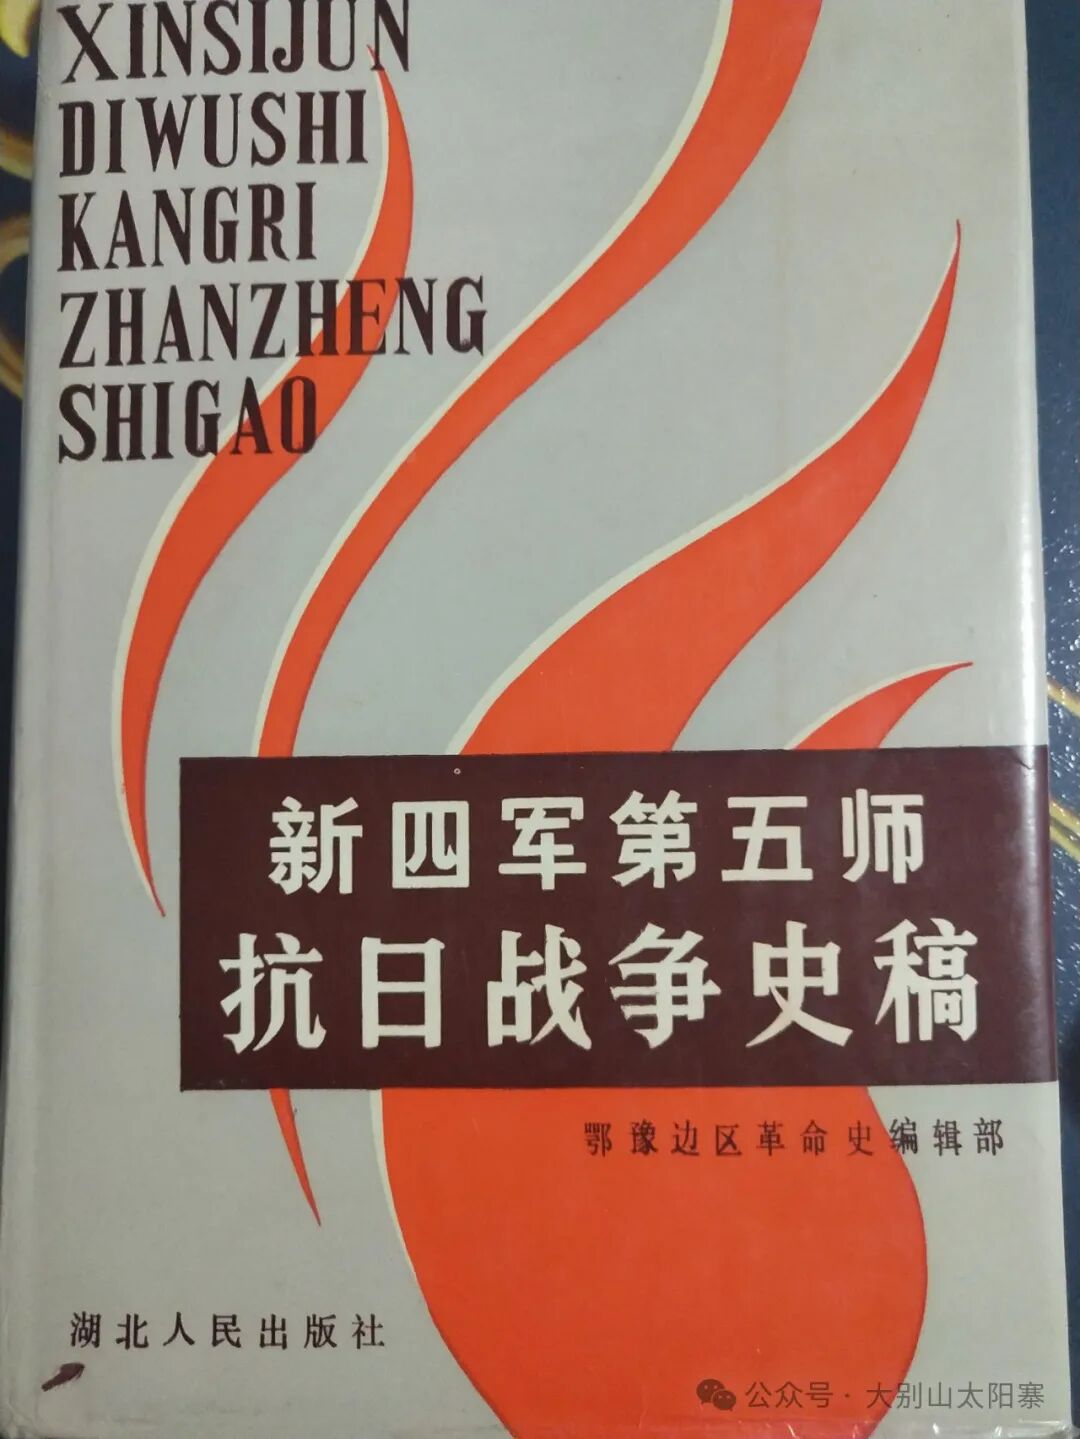 XINSIJUN
DIWUSHI
KANGRI
ZHANZHENG
SHIGAO
新四军第五师
抗日战争史稿
鄂豫边区革命史编辑部
湖北人民出版社
公众号·大别山太阳寨